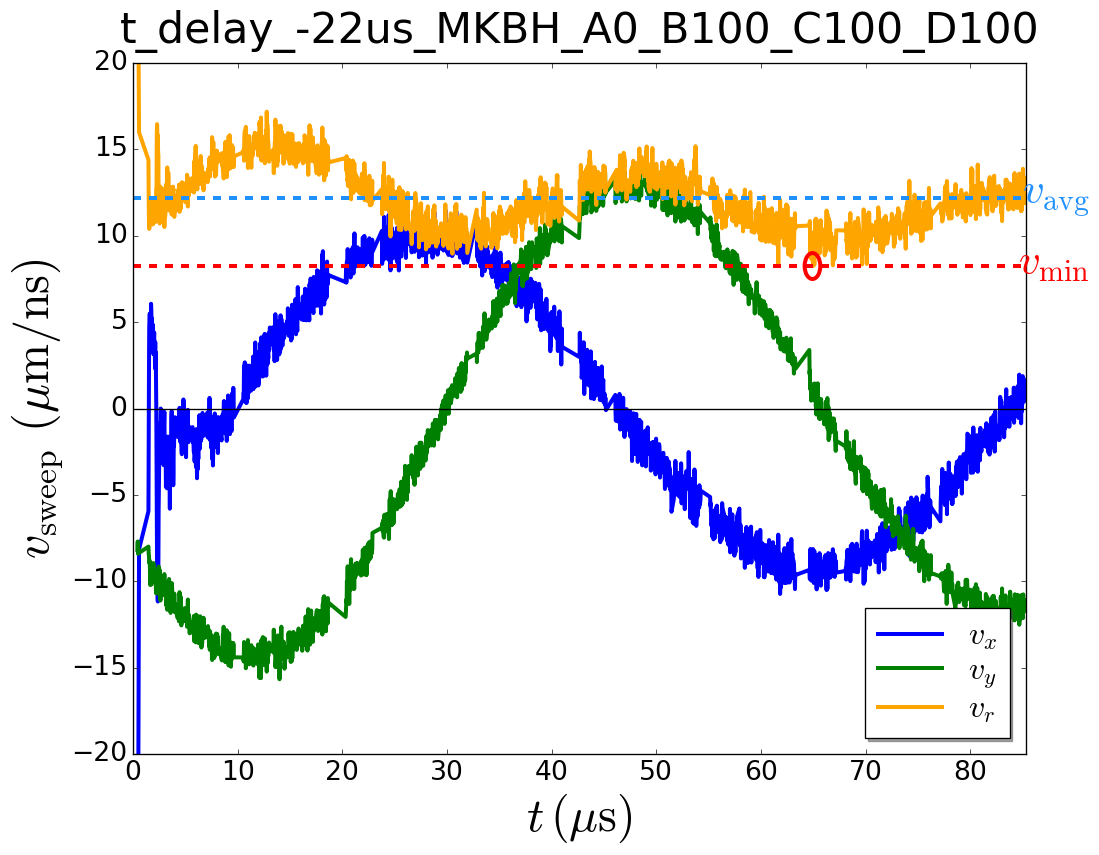 t_delay_-22us_MKBH_A0_B100_C100_D100
v_sweep (μm/ns)
20
15
10
5
0
−5
−10
−15
−20
v_avg
v_min
v_x
v_y
v_r
0 10 20 30 40 50 60 70 80
t (μs)